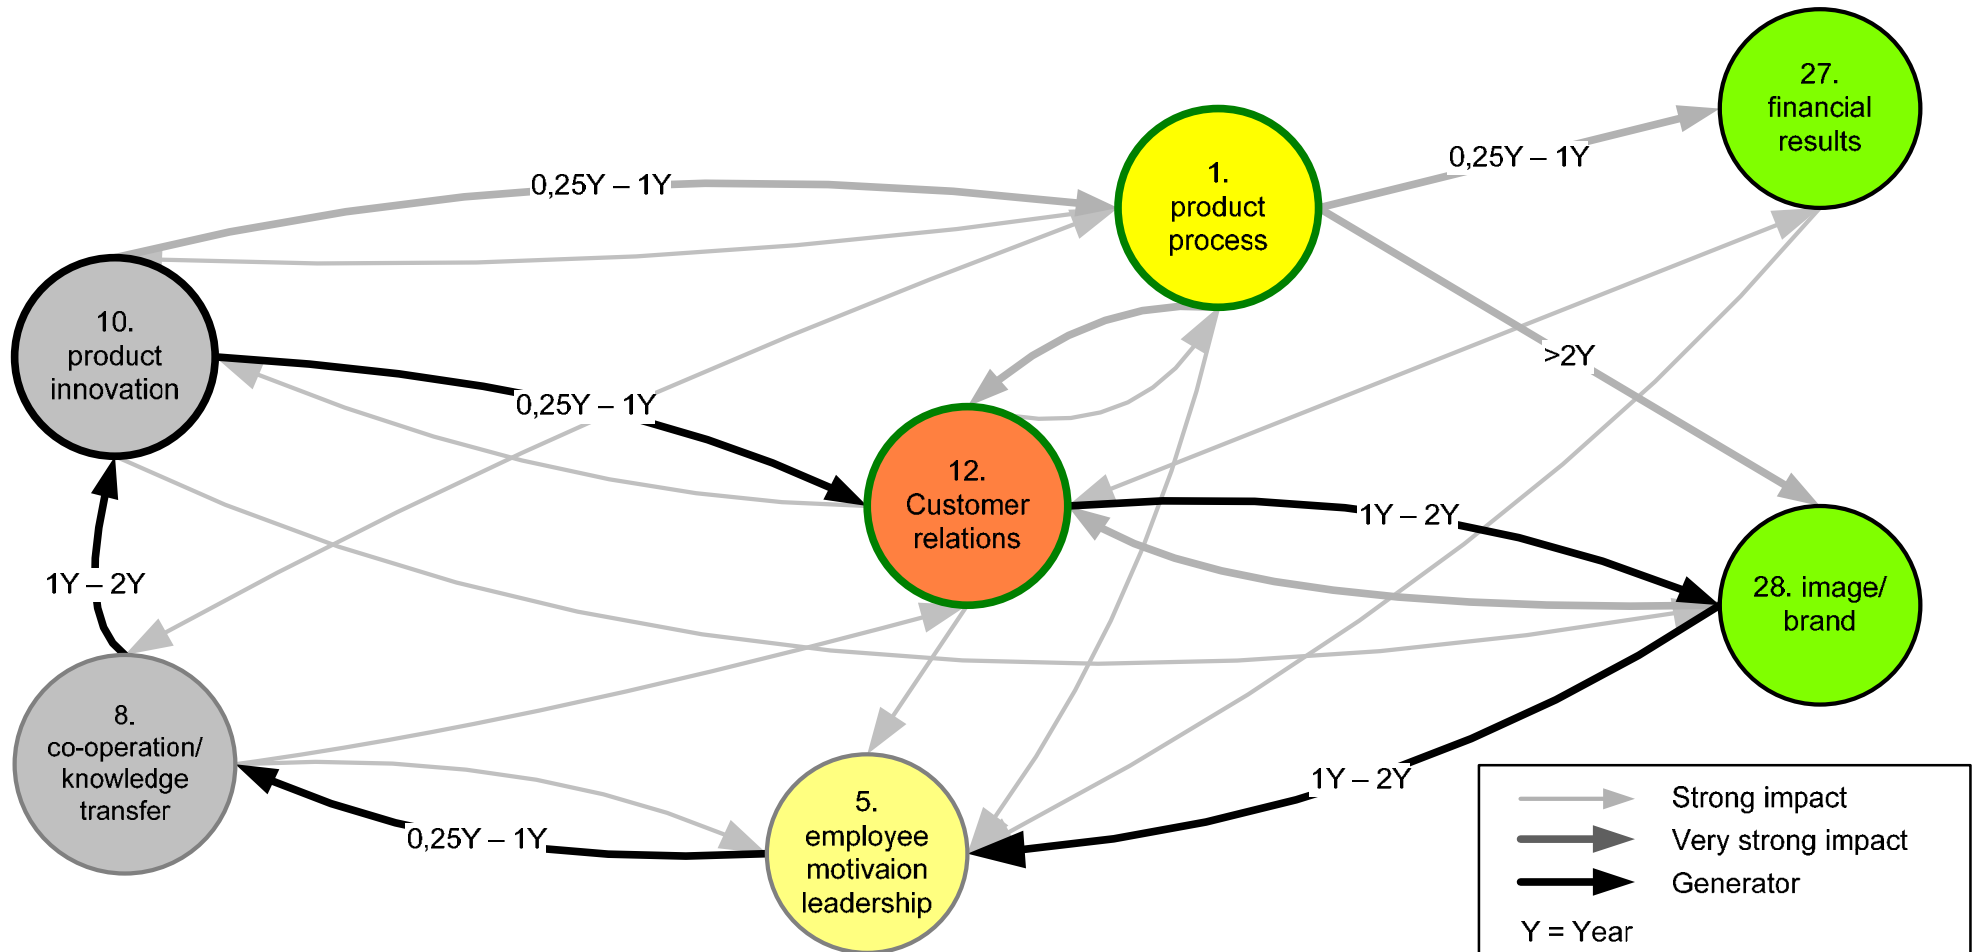 27.
financial
results
0,25Y – 1Y
1.
product
process
0,25Y – 1Y
10.
product
innovation
>2Y
0,25Y – 1Y
12.
Customer
relations
1Y – 2Y
1Y – 2Y
28. image/
brand
8.
co-operation/
knowledge
transfer
1Y – 2Y
0,25Y – 1Y
5.
employee
motivaion
leadership
Strong impact
Very strong impact
Generator
Y = Year